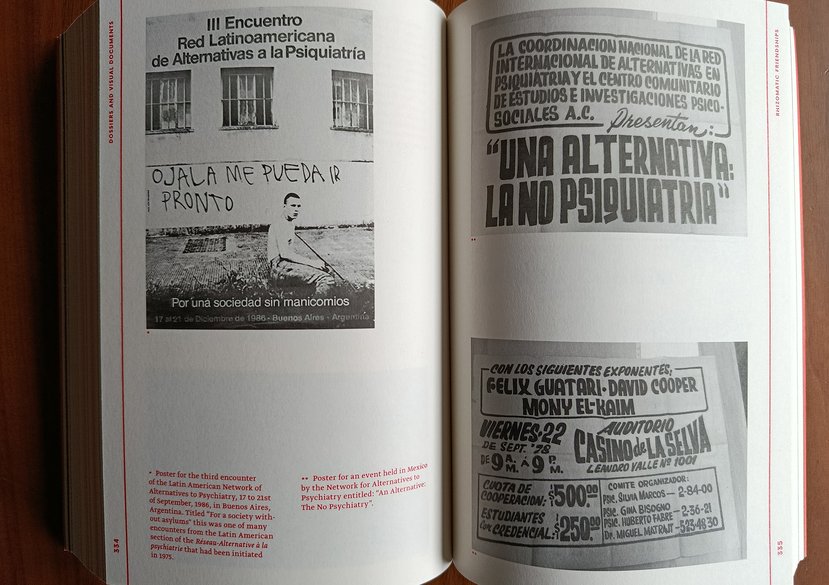 DOSSIERS AND VISUAL DOCUMENTS
III Encuentro
Red Latinoamericana
de Alternativas a la Psiquiatría
OJALA ME PUEDA IR
PRONTO
Por una sociedad sin manicomios
17 al 21 de Diciembre de 1986 - Buenos Aires - Argentina
*
* Poster for the third encounter
of the Latin American Network of
Alternatives to Psychiatry, 17 to 21st
of September, 1986, in Buenos Aires,
Argentina. Titled "For a society with-
out asylums" this was one of many
encounters from the Latin American
section of the Réseau-Alternative à la
psychiatrie that had been initiated
in 1975.
** Poster for an event held in Mexico
by the Network for Alternatives to
Psychiatry entitled: "An Alternative:
The No Psychiatry".
334
RHIZOMATIC FRIENDSHIPS
LA COORDINACION NACIONAL DE LA RED
INTERNACIONAL DE ALTERNATIVAS EN
PSIQUIATRIA Y EL CENTRO COMUNITARIO
DE ESTUDIOS E INVESTIGACIONES PSICO-
SOCIALES A.C. Presentan:
"UNA ALTERNATIVA:
LA NO PSIQUIATRIA"
**
CON LOS SIGUIENTES EXPONENTES;
FELIX GUATARI - DAVID COOPER
MONY EL-KAIM
VIERNES-22
DE SEPT. '78
DE 9 A.M. Á 9 P.M.
AUDITORIO
CASINO de LA SELVA
LEANDRO VALLE Nº 1001
CUOTA DE
COOPERACION: $500.00
ESTUDIANTES
con CREDENCIAL: $250.00
COMITE ORGANIZADOR:
PSIC. SILVIA MARCOS - 2-84-00
PSIC. GINA BISOGNO - 2-36-21
PSIC. HUBERTO FABRE
Dr. MIGUEL MATRAJT - 523-48 30
**
335